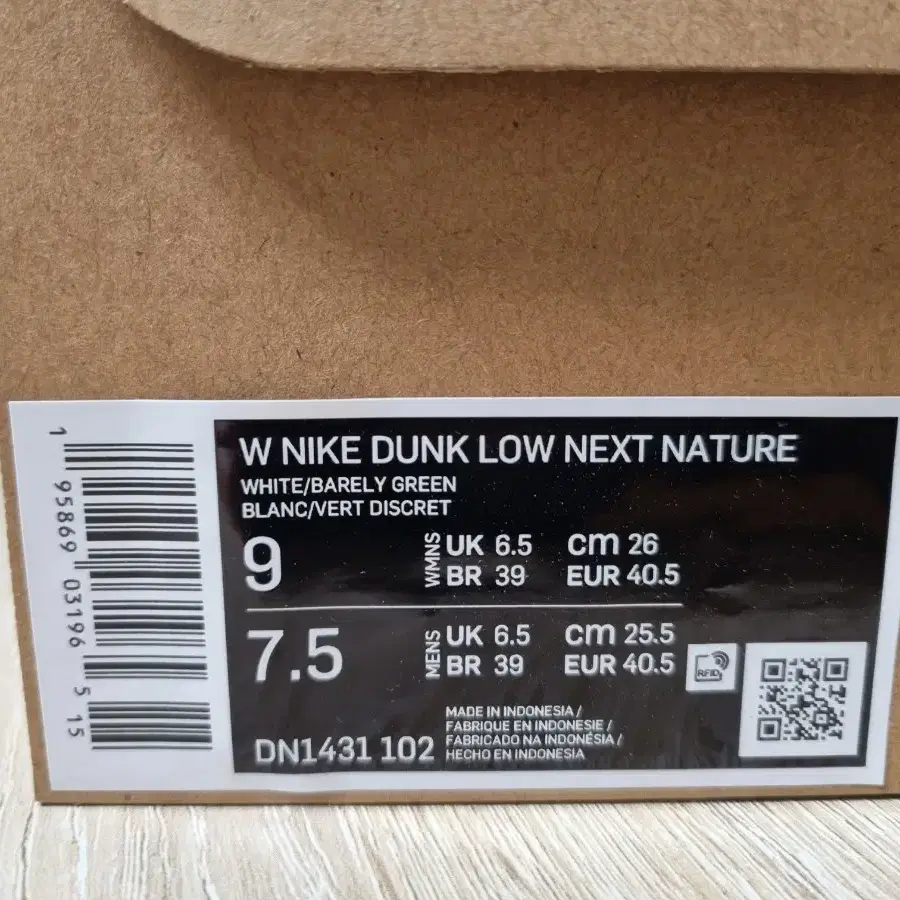 W NIKE DUNK LOW NEXT NATURE
WHITE/BARELY GREEN
BLANC/VERT DISCRET
9 WMNS UK 6.5 cm 26
BR 39 EUR 40.5
7.5 MENS UK 6.5 cm 25.5
BR 39 EUR 40.5
RFID
DN1431 102
MADE IN INDONESIA /
FABRIQUE EN INDONESIE /
FABRICADO NA INDONÉSIA /
HECHO EN INDONESIA
1 95869 03196 5 15